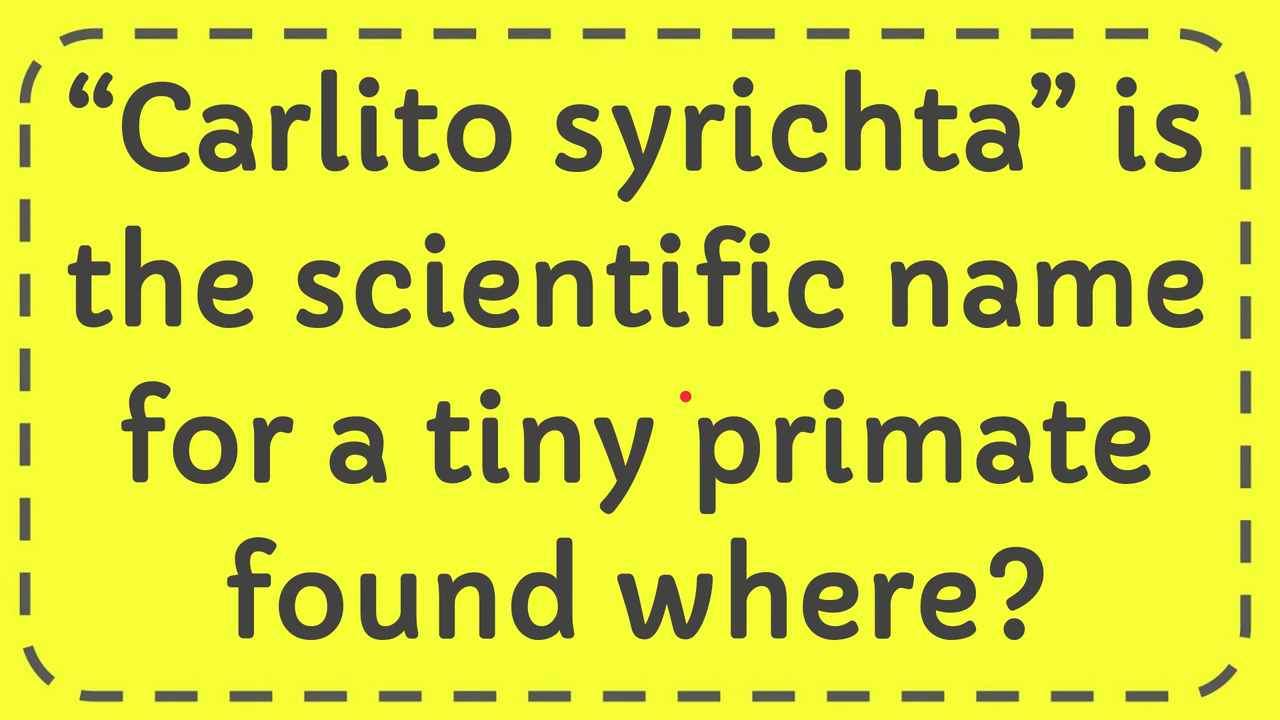 “Carlito syrichta” is
the scientific name
for a tiny primate
found where?